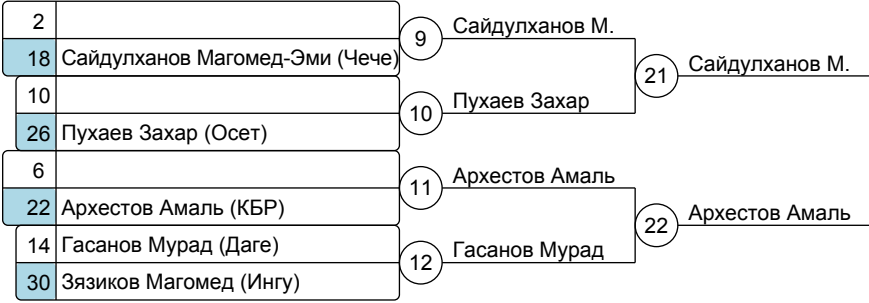 2
18 Сайдулханов Магомед-Эми (Чече)
9 Сайдулханов М.
10
26 Пухаев Захар (Осет)
10 Пухаев Захар
21 Сайдулханов М.
6
22 Архестов Амаль (КБР)
11 Архестов Амаль
14 Гасанов Мурад (Даге)
30 Зязиков Магомед (Ингу)
12 Гасанов Мурад
22 Архестов Амаль